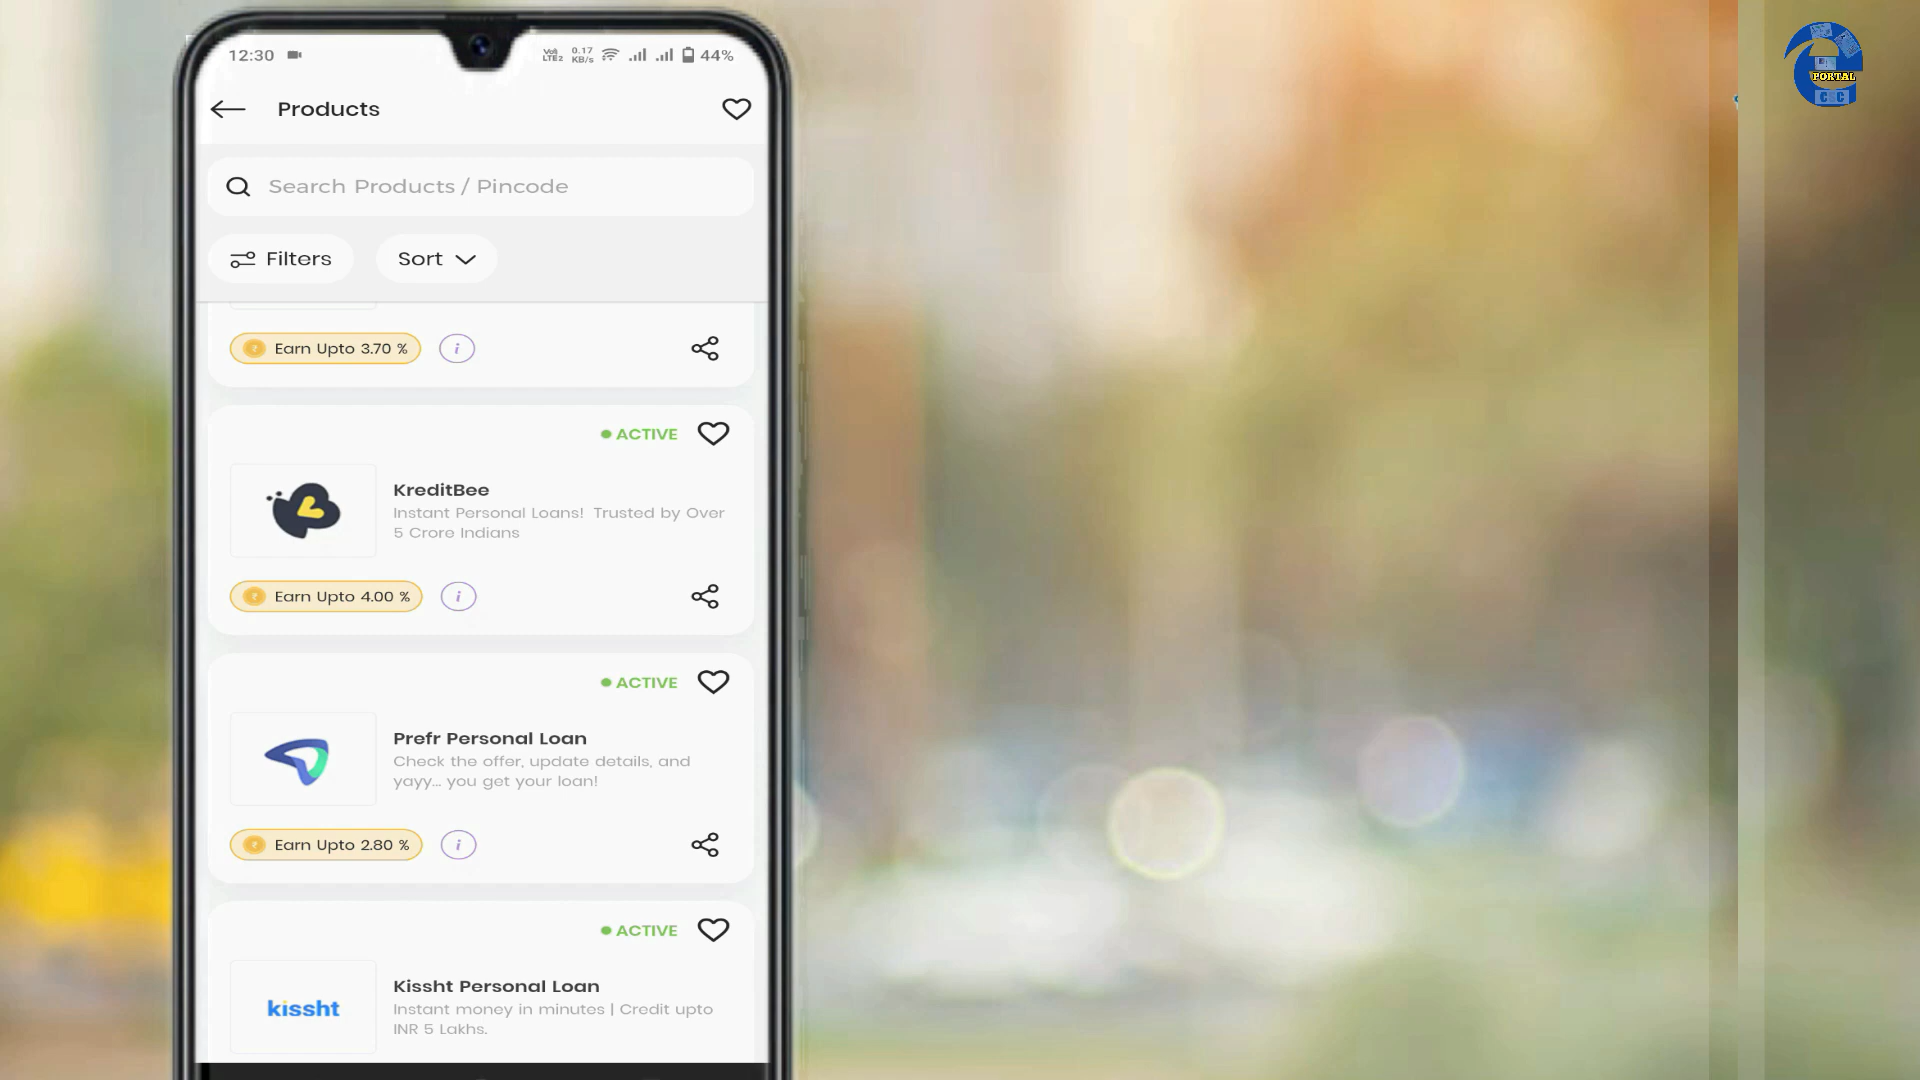 12:30
Vo)
LTE2
0.17
KB/s
44%
Products
Search Products / Pincode
Filters
Sort
Earn Upto 3.70 %
i
ACTIVE
KreditBee
Instant Personal Loans! Trusted by Over
5 Crore Indians
Earn Upto 4.00 %
i
ACTIVE
Prefr Personal Loan
Check the offer, update details, and
yayy... you get your loan!
Earn Upto 2.80 %
i
ACTIVE
kissht
Kissht Personal Loan
Instant money in minutes | Credit upto
INR 5 Lakhs.
PORTAL
CSC